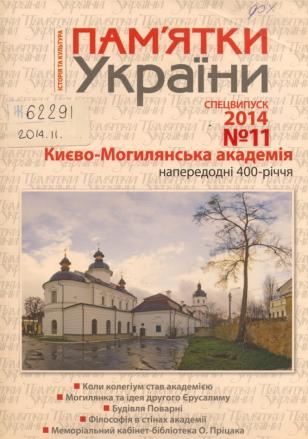 ІСТОРІЯ ТА КУЛЬТУРА
ПАМ'ЯТКИ
України
СПЕЦВИПУСК
2014
№11
62291
2014.11.
Києво-Могилянська академія
напередодні 400-річчя
Коли колегіум став академією
Могилянка та ідея другого Єрусалиму
Будівля Поварні
Філософія в стінах академії
Меморіальний кабінет-бібліотека О. Пріцака